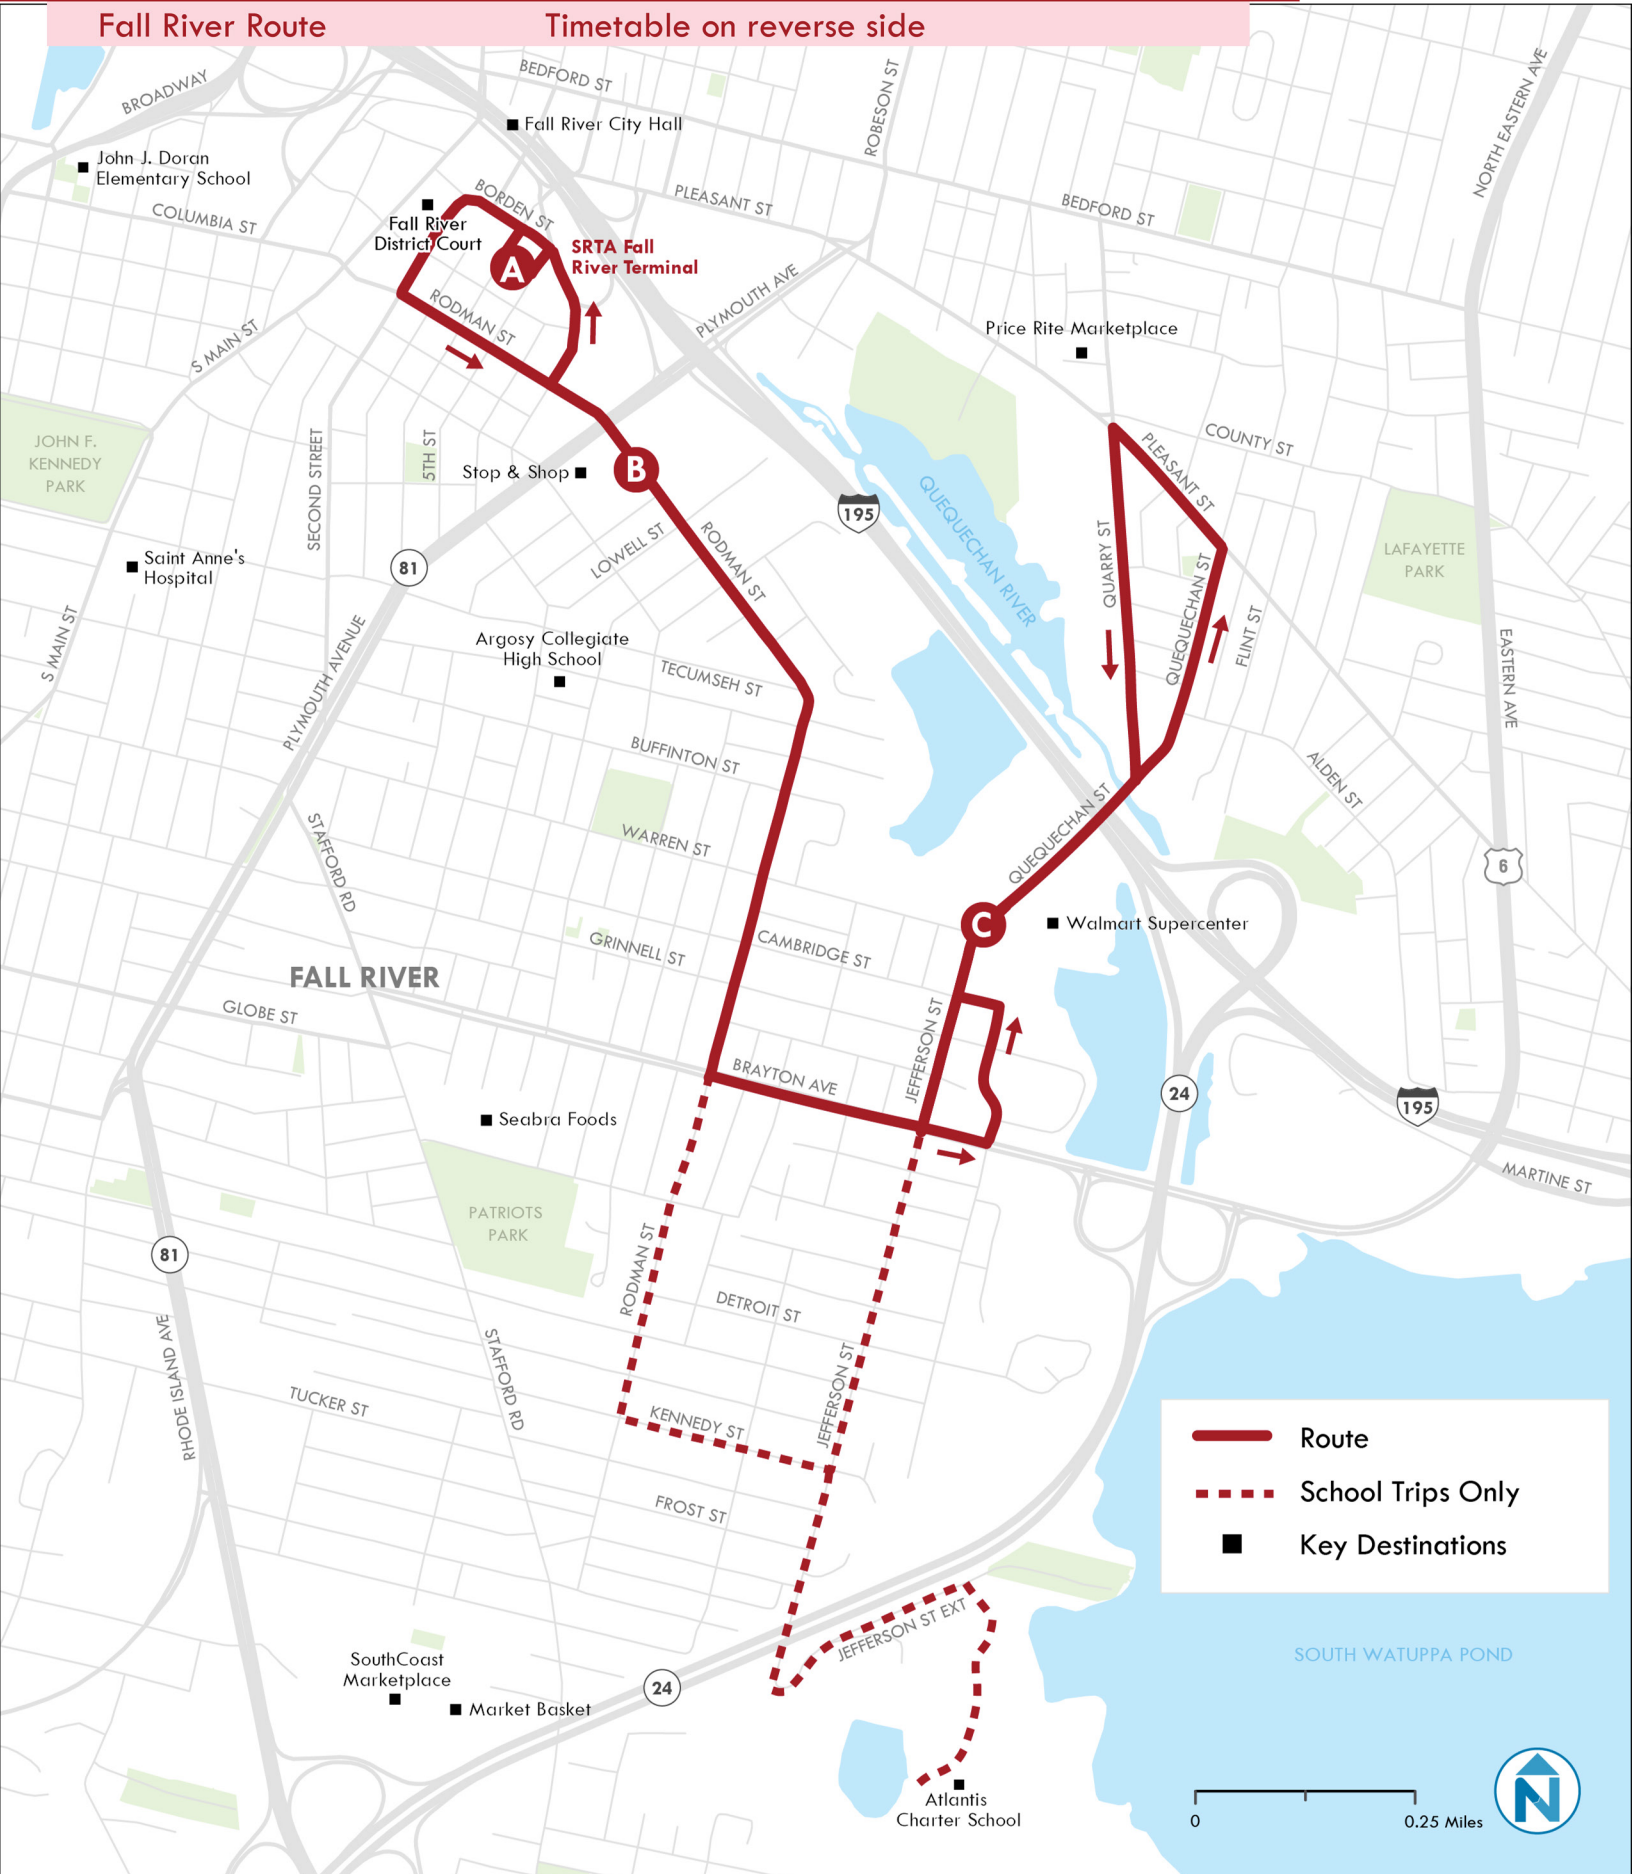 Fall River Route
Timetable on reverse side
BROADWAY
BEDFORD ST
ROBESON ST
NORTH EASTERN AVE
Fall River City Hall
John J. Doran
Elementary School
COLUMBIA ST
BORDEN ST
PLEASANT ST
BEDFORD ST
Fall River
District Court
A
SRTA Fall
River Terminal
RODMAN ST
PLYMOUTH AVE
S MAIN ST
Price Rite Marketplace
JOHN F.
KENNEDY
PARK
SECOND STREET
5TH ST
Stop & Shop
B
COUNTY ST
PLEASANT ST
195
QUEQUECHAN RIVER
QUARRY ST
QUEQUECHAN ST
FLINT ST
LAFAYETTE
PARK
Saint Anne's
Hospital
81
LOWELL ST
RODMAN ST
S MAIN ST
PLYMOUTH AVENUE
Argosy Collegiate
High School
TECUMSEH ST
EASTERN AVE
BUFFINTON ST
ALDEN ST
STAFFORD RD
WARREN ST
QUEQUECHAN ST
6
C
Walmart Supercenter
GRINNELL ST
CAMBRIDGE ST
FALL RIVER
GLOBE ST
JEFFERSON ST
BRAYTON AVE
24
195
Seabra Foods
MARTINE ST
PATRIOTS
PARK
81
RODMAN ST
DETROIT ST
RHODE ISLAND AVE
STAFFORD RD
JEFFERSON ST
TUCKER ST
KENNEDY ST
Route
School Trips Only
Key Destinations
FROST ST
JEFFERSON ST EXT
SOUTH WATUPPA POND
SouthCoast
Marketplace
Market Basket
24
Atlantis
Charter School
0
0.25 Miles
N